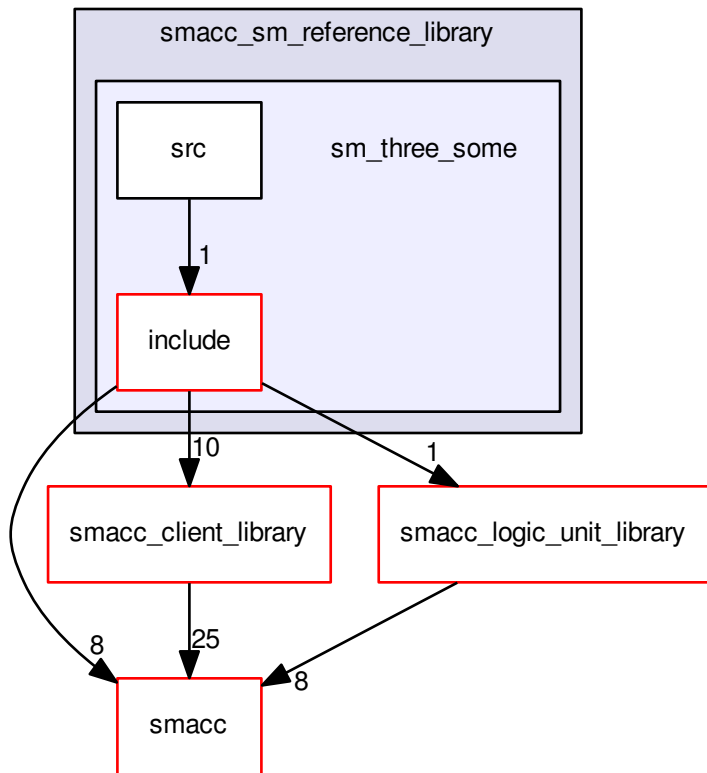 smacc_sm_reference_library
src
sm_three_some
1
include
10
1
smacc_client_library
smacc_logic_unit_library
8
25
8
smacc